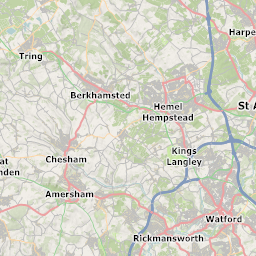 Harpe
Tring
Berkhamsted
Hemel
Hempstead
St A
Kings
Langley
Chesham
at
nden
Amersham
Watford
Rickmansworth